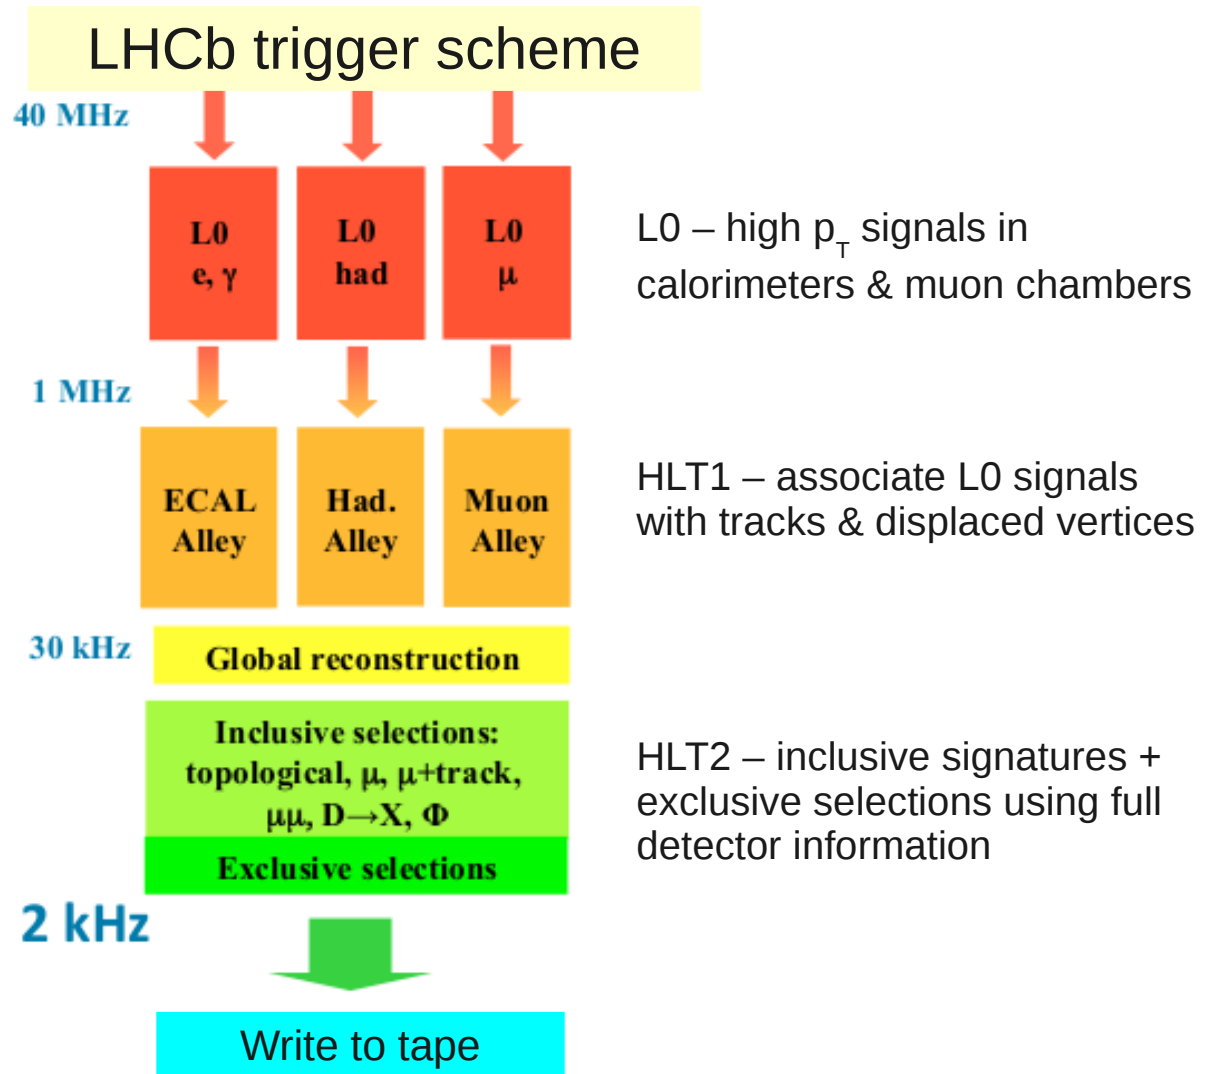 LHCb trigger scheme
40 MHz
L0
e, γ
L0
had
L0
μ
L0 – high pT signals in
calorimeters & muon chambers
1 MHz
ECAL
Alley
Had.
Alley
Muon
Alley
HLT1 – associate L0 signals
with tracks & displaced vertices
30 kHz
Global reconstruction
Inclusive selections:
topological, μ, μ+track,
μμ, D→X, Φ
Exclusive selections
HLT2 – inclusive signatures +
exclusive selections using full
detector information
2 kHz
Write to tape